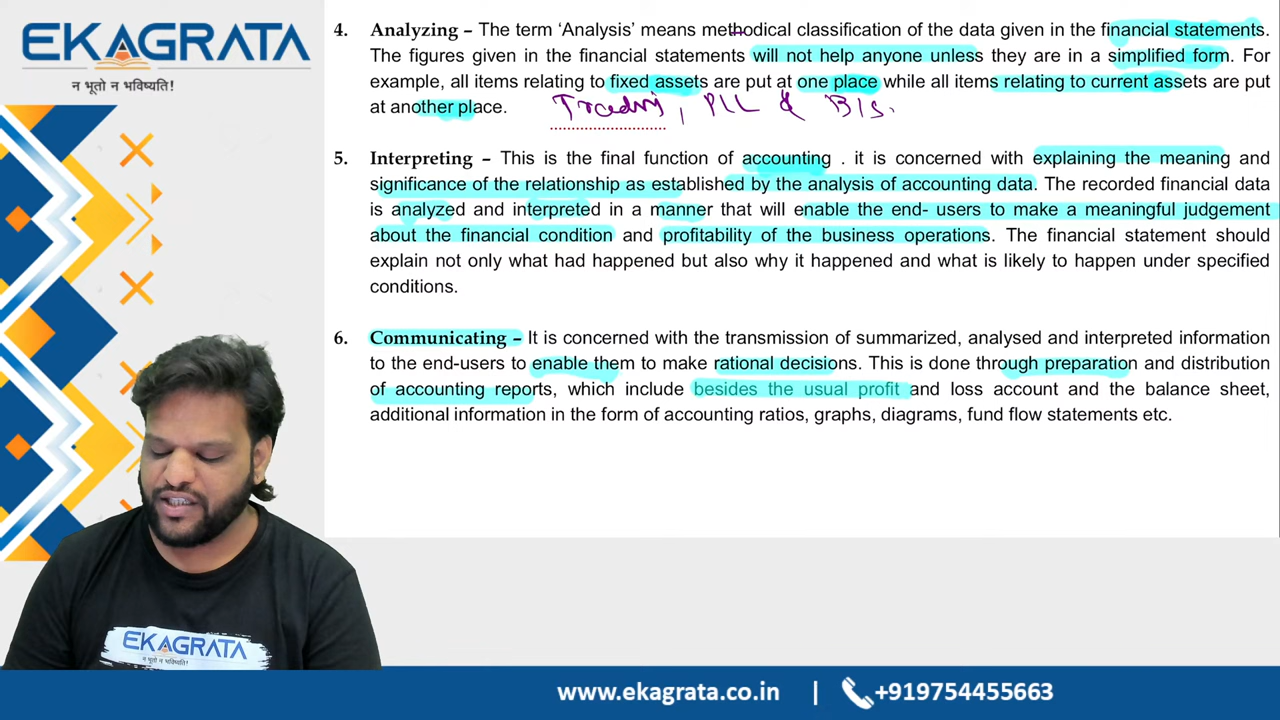 EKAGRATA
न भूतो न भविष्यति!
4. Analyzing – The term ‘Analysis’ means methodical classification of the data given in the financial statements.
The figures given in the financial statements will not help anyone unless they are in a simplified form. For
example, all items relating to fixed assets are put at one place while all items relating to current assets are put
at another place.
Trading, P/L & B/S.
5. Interpreting – This is the final function of accounting . it is concerned with explaining the meaning and
significance of the relationship as established by the analysis of accounting data. The recorded financial data
is analyzed and interpreted in a manner that will enable the end- users to make a meaningful judgement
about the financial condition and profitability of the business operations. The financial statement should
explain not only what had happened but also why it happened and what is likely to happen under specified
conditions.
6. Communicating – It is concerned with the transmission of summarized, analysed and interpreted information
to the end-users to enable them to make rational decisions. This is done through preparation and distribution
of accounting reports, which include besides the usual profit and loss account and the balance sheet,
additional information in the form of accounting ratios, graphs, diagrams, fund flow statements etc.
EKAGRATA
न भूतो न भविष्यति!
www.ekagrata.co.in | +919754455663